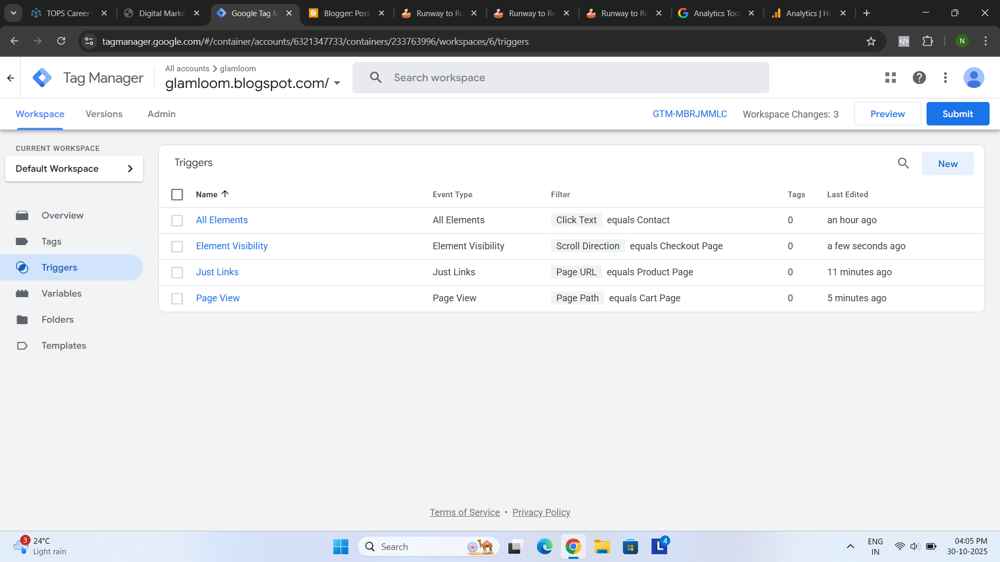 TOPS Career
Digital Marke
Google Tag M
Blogger: Post
Runway to Re
Runway to Re
Runway to Re
Analytics Tool
Analytics | Ho
tagmanager.google.com/#/container/accounts/6321347733/containers/233763996/workspaces/6/triggers
N
Tag Manager
All accounts > glamloom
glamloom.blogspot.com/
Search workspace
Workspace
Versions
Admin
GTM-MBRJMMLC
Workspace Changes: 3
Preview
Submit
CURRENT WORKSPACE
Default Workspace
Overview
Tags
Triggers
Variables
Folders
Templates
Triggers
New
Name Event Type Filter Tags Last Edited
All Elements All Elements Click Text equals Contact 0 an hour ago
Element Visibility Element Visibility Scroll Direction equals Checkout Page 0 a few seconds ago
Just Links Just Links Page URL equals Product Page 0 11 minutes ago
Page View Page View Page Path equals Cart Page 0 5 minutes ago
Terms of Service • Privacy Policy
3
24°C
Light rain
Search
L
4
ENG
IN
04:05 PM
30-10-2025